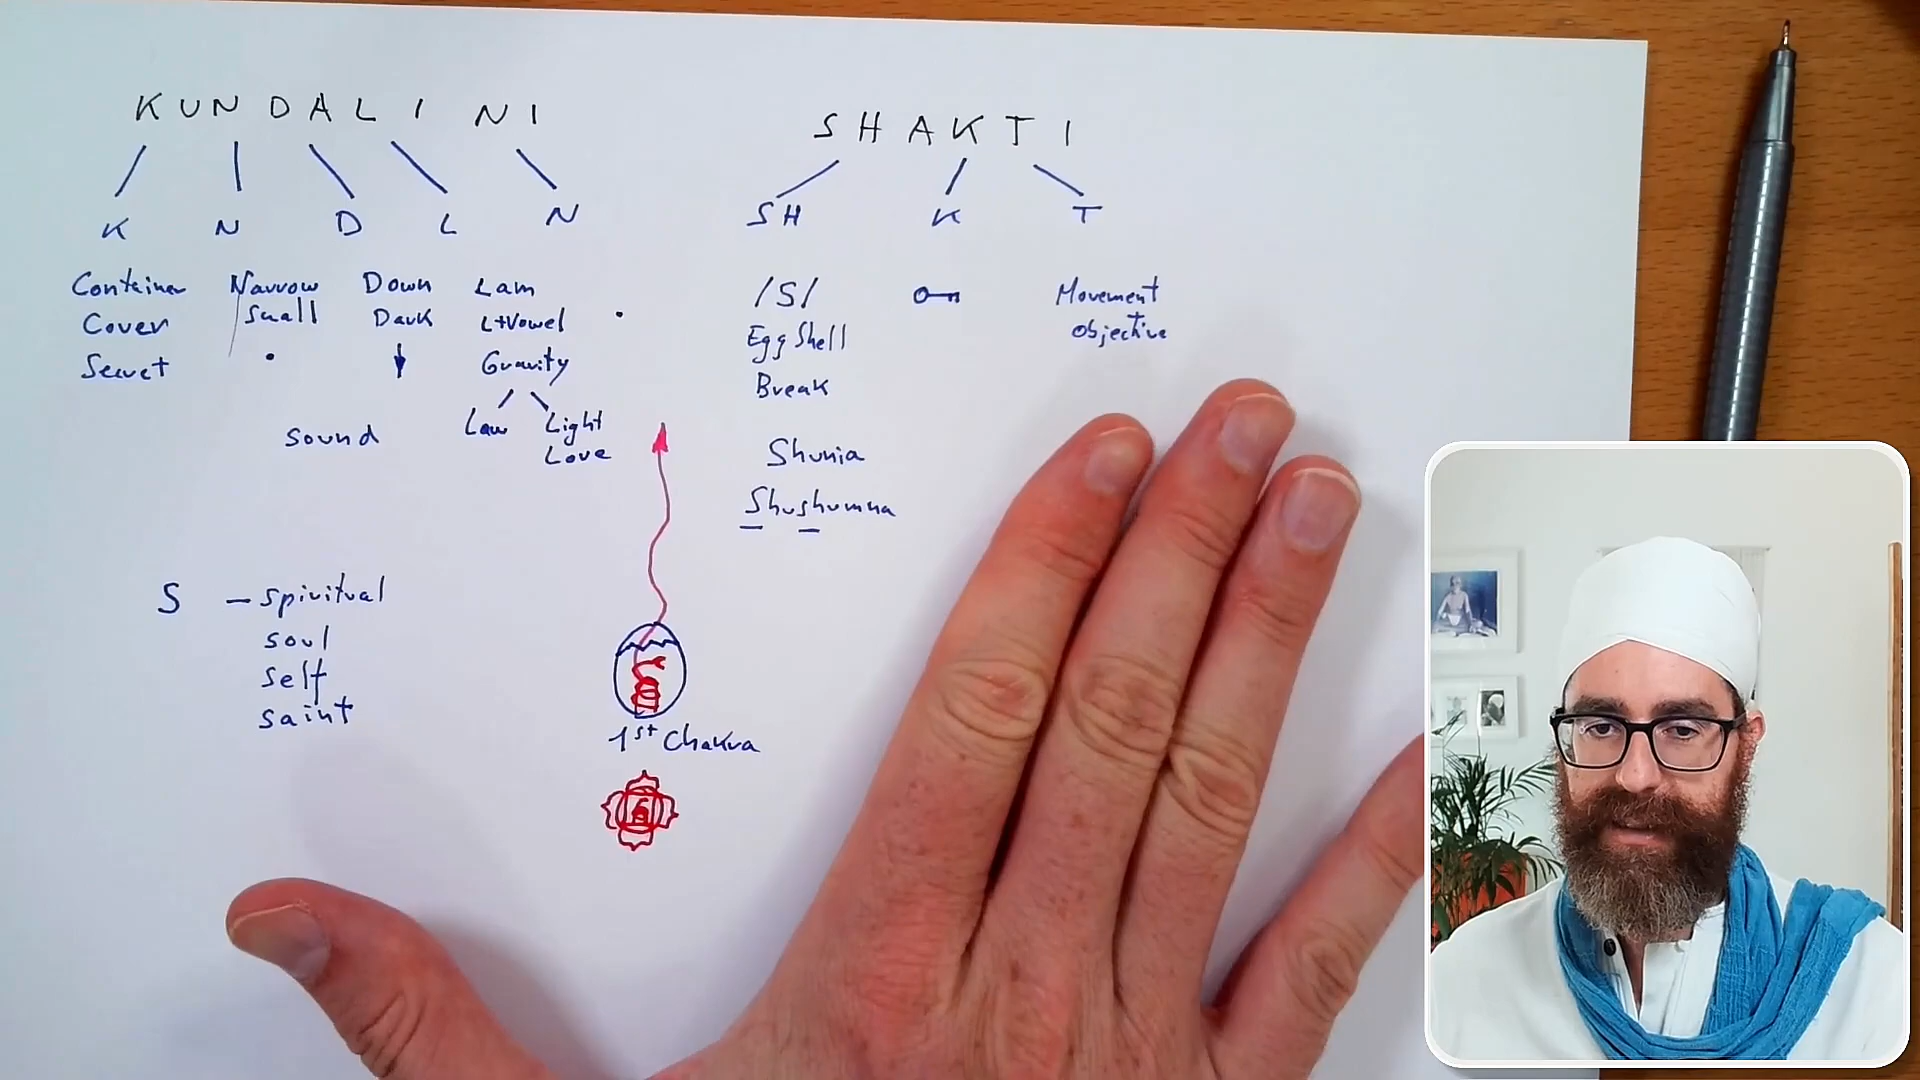 KUNDALINI
K N D L N
Container Narrow Down Lam
Cover Small Dark L+Vowel
Secret Gravity
Law Light
Love
Sound
SHAKTI
SH K T
/S/ Movement
Egg Shell Objective
Break
Shunia
Shushumna
S – spiritual
soul
self
saint
1st Chakra